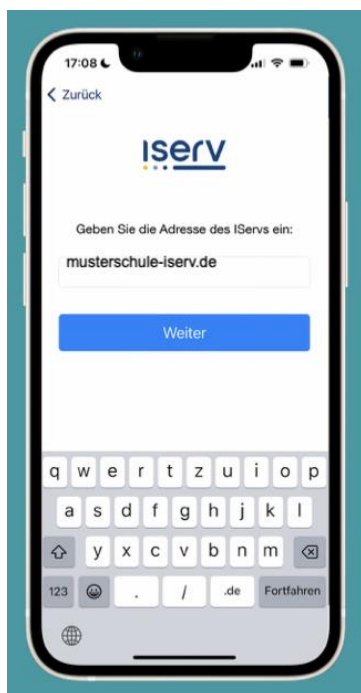 17:08
Zurück
IServ
Geben Sie die Adresse des IServs ein:
musterschule-iserv.de
Weiter
q w e r t z u i o p
a s d f g h j k l
y x c v b n m
123 . / .de Fortfahren